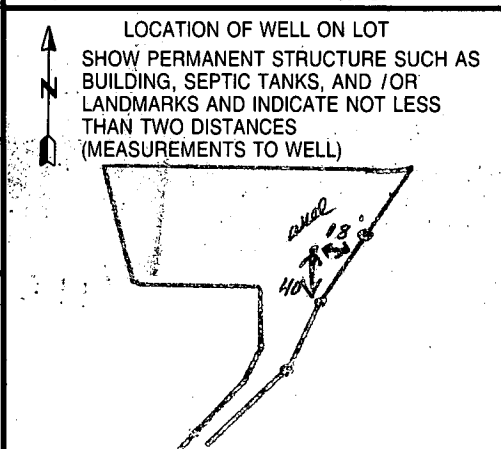 LOCATION OF WELL ON LOT
SHOW PERMANENT STRUCTURE SUCH AS
N BUILDING, SEPTIC TANKS, AND /OR
LANDMARKS AND INDICATE NOT LESS
THAN TWO DISTANCES
(MEASUREMENTS TO WELL)
18'
40